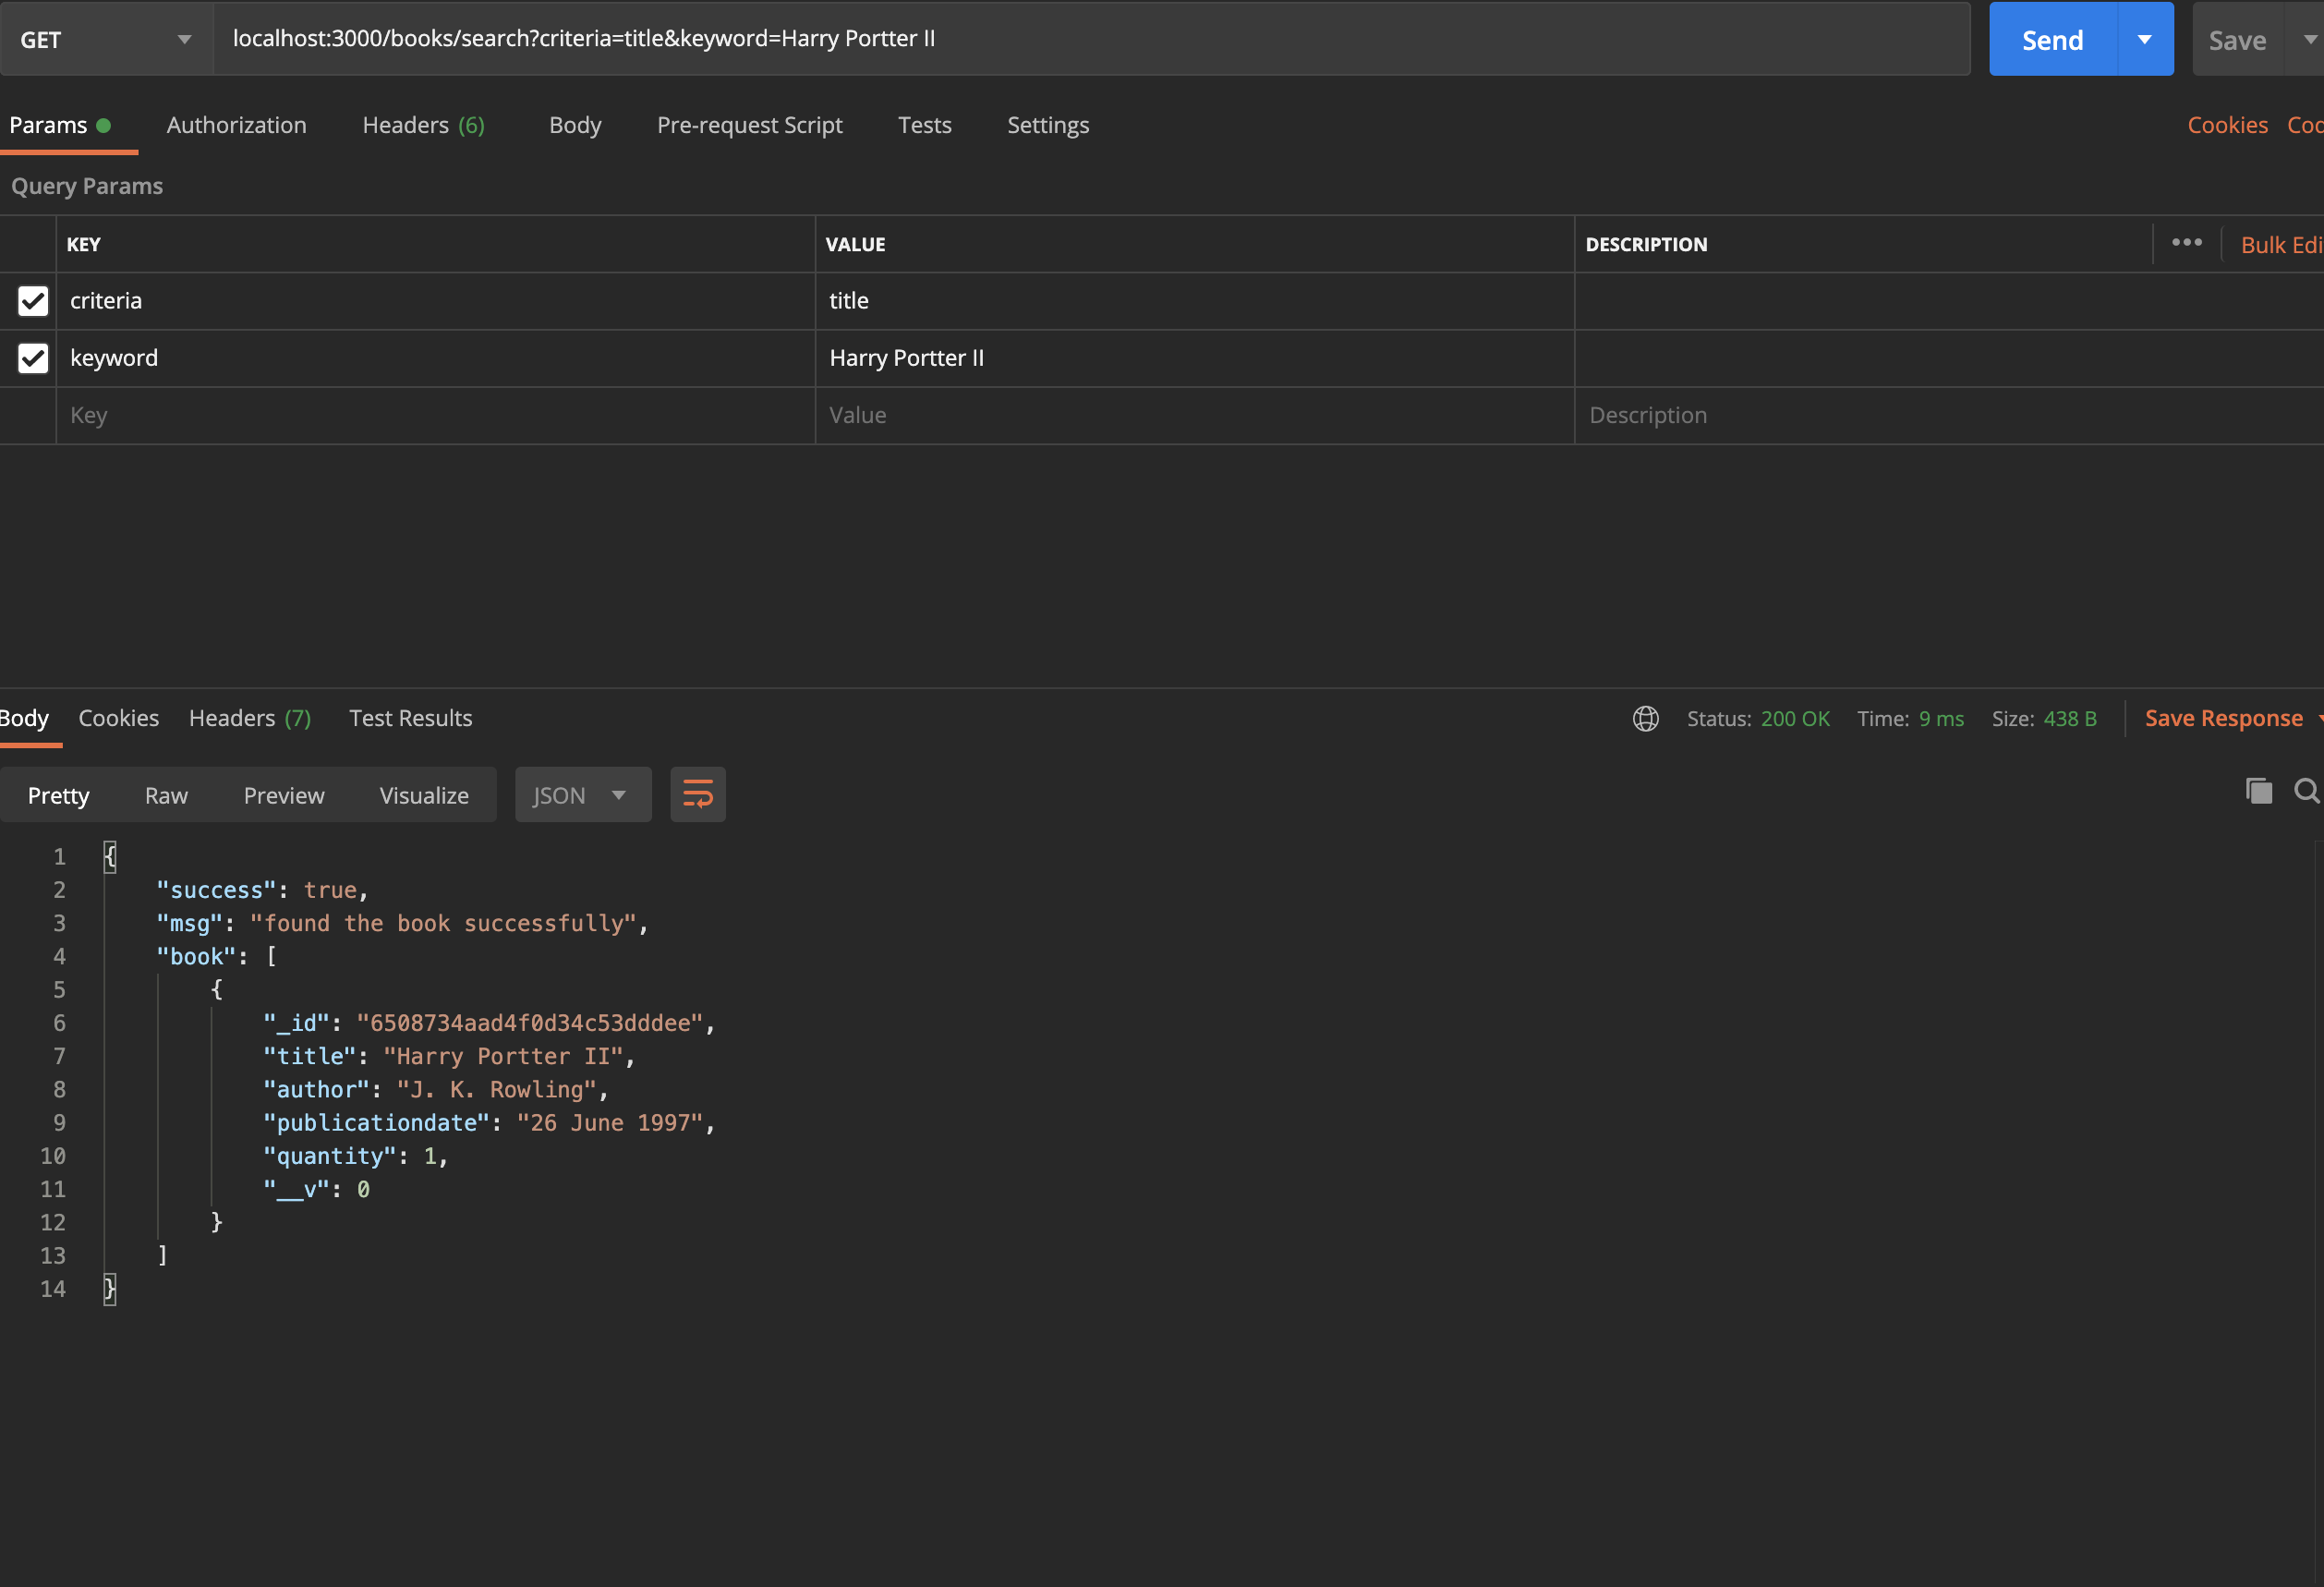 GET localhost:3000/books/search?criteria=title&keyword=Harry Portter II Send Save
Params Authorization Headers (6) Body Pre-request Script Tests Settings Cookies Cod
Query Params
KEY VALUE DESCRIPTION Bulk Edi
criteria title
keyword Harry Portter II
Key Value Description
Body Cookies Headers (7) Test Results Status: 200 OK Time: 9 ms Size: 438 B Save Response
Pretty Raw Preview Visualize JSON
1 {
2 "success": true,
3 "msg": "found the book successfully",
4 "book": [
5 {
6 "_id": "6508734aad4f0d34c53dddee",
7 "title": "Harry Portter II",
8 "author": "J. K. Rowling",
9 "publicationdate": "26 June 1997",
10 "quantity": 1,
11 "__v": 0
12 }
13 ]
14 }